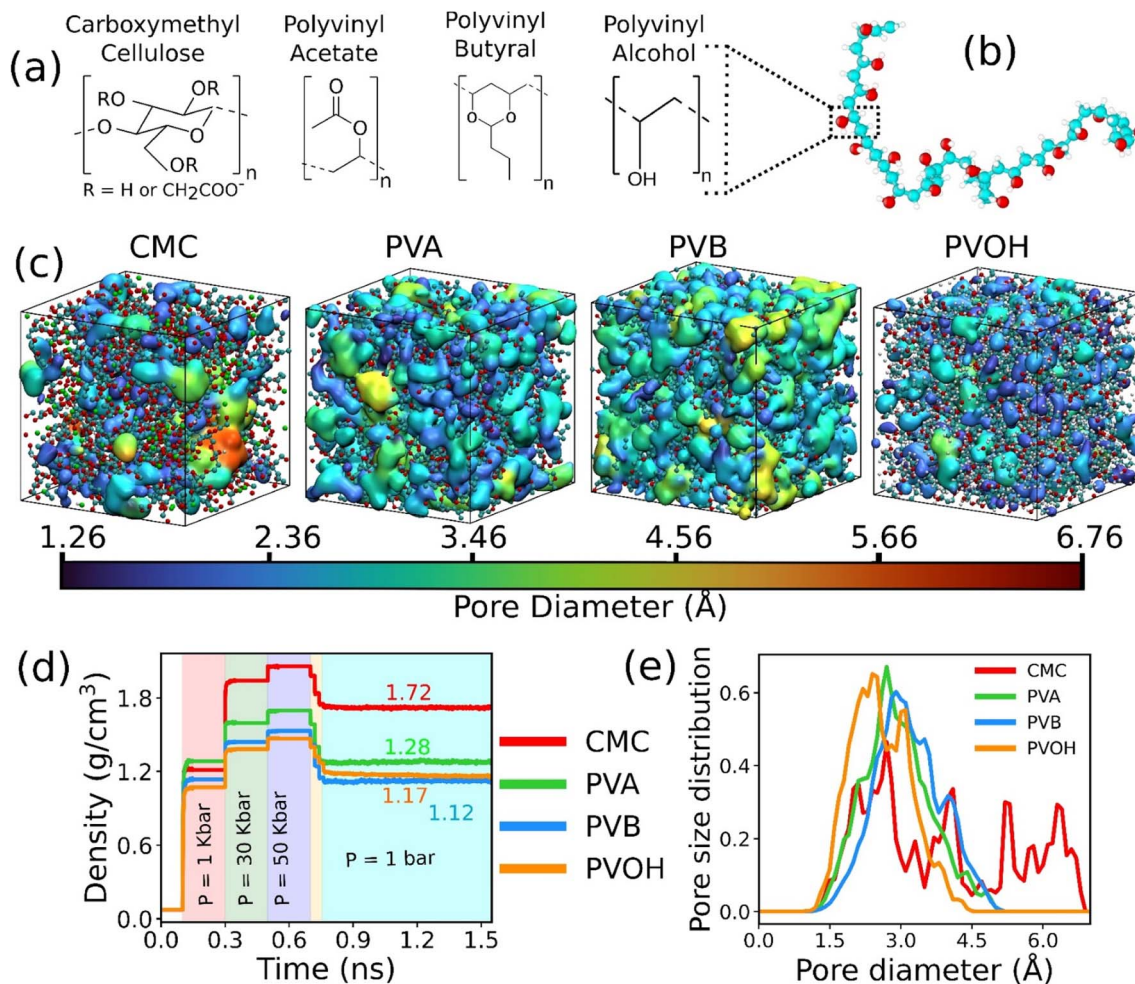 (a)
Carboxymethyl
Cellulose
Polyvinyl
Acetate
Polyvinyl
Butyral
Polyvinyl
Alcohol
(b)
RO
OR
O
O
OR
n
R = H or CH₂COO⁻
O
O
n
O
O
n
OH
n
(c)
CMC
PVA
PVB
PVOH
1.26
2.36
3.46
4.56
5.66
6.76
Pore Diameter (Å)
(d)
Density (g/cm³)
1.8
1.2
0.6
0.0
1.72
1.28
1.17
1.12
P = 1 Kbar
P = 30 Kbar
P = 50 Kbar
P = 1 bar
0.0
0.3
0.6
0.9
1.2
1.5
Time (ns)
CMC
PVA
PVB
PVOH
(e)
Pore size distribution
0.6
0.4
0.2
0.0
CMC
PVA
PVB
PVOH
0.0
1.5
3.0
4.5
6.0
Pore diameter (Å)